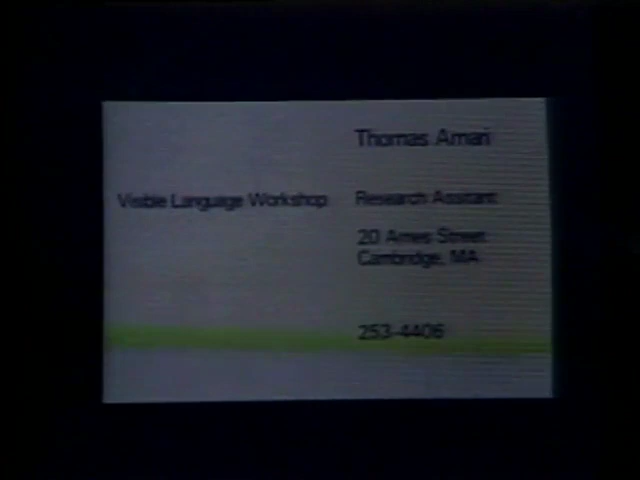 Thomas Amari
Visible Language Workshop
Research Assistant
20 Ames Street
Cambridge, MA
253-4406